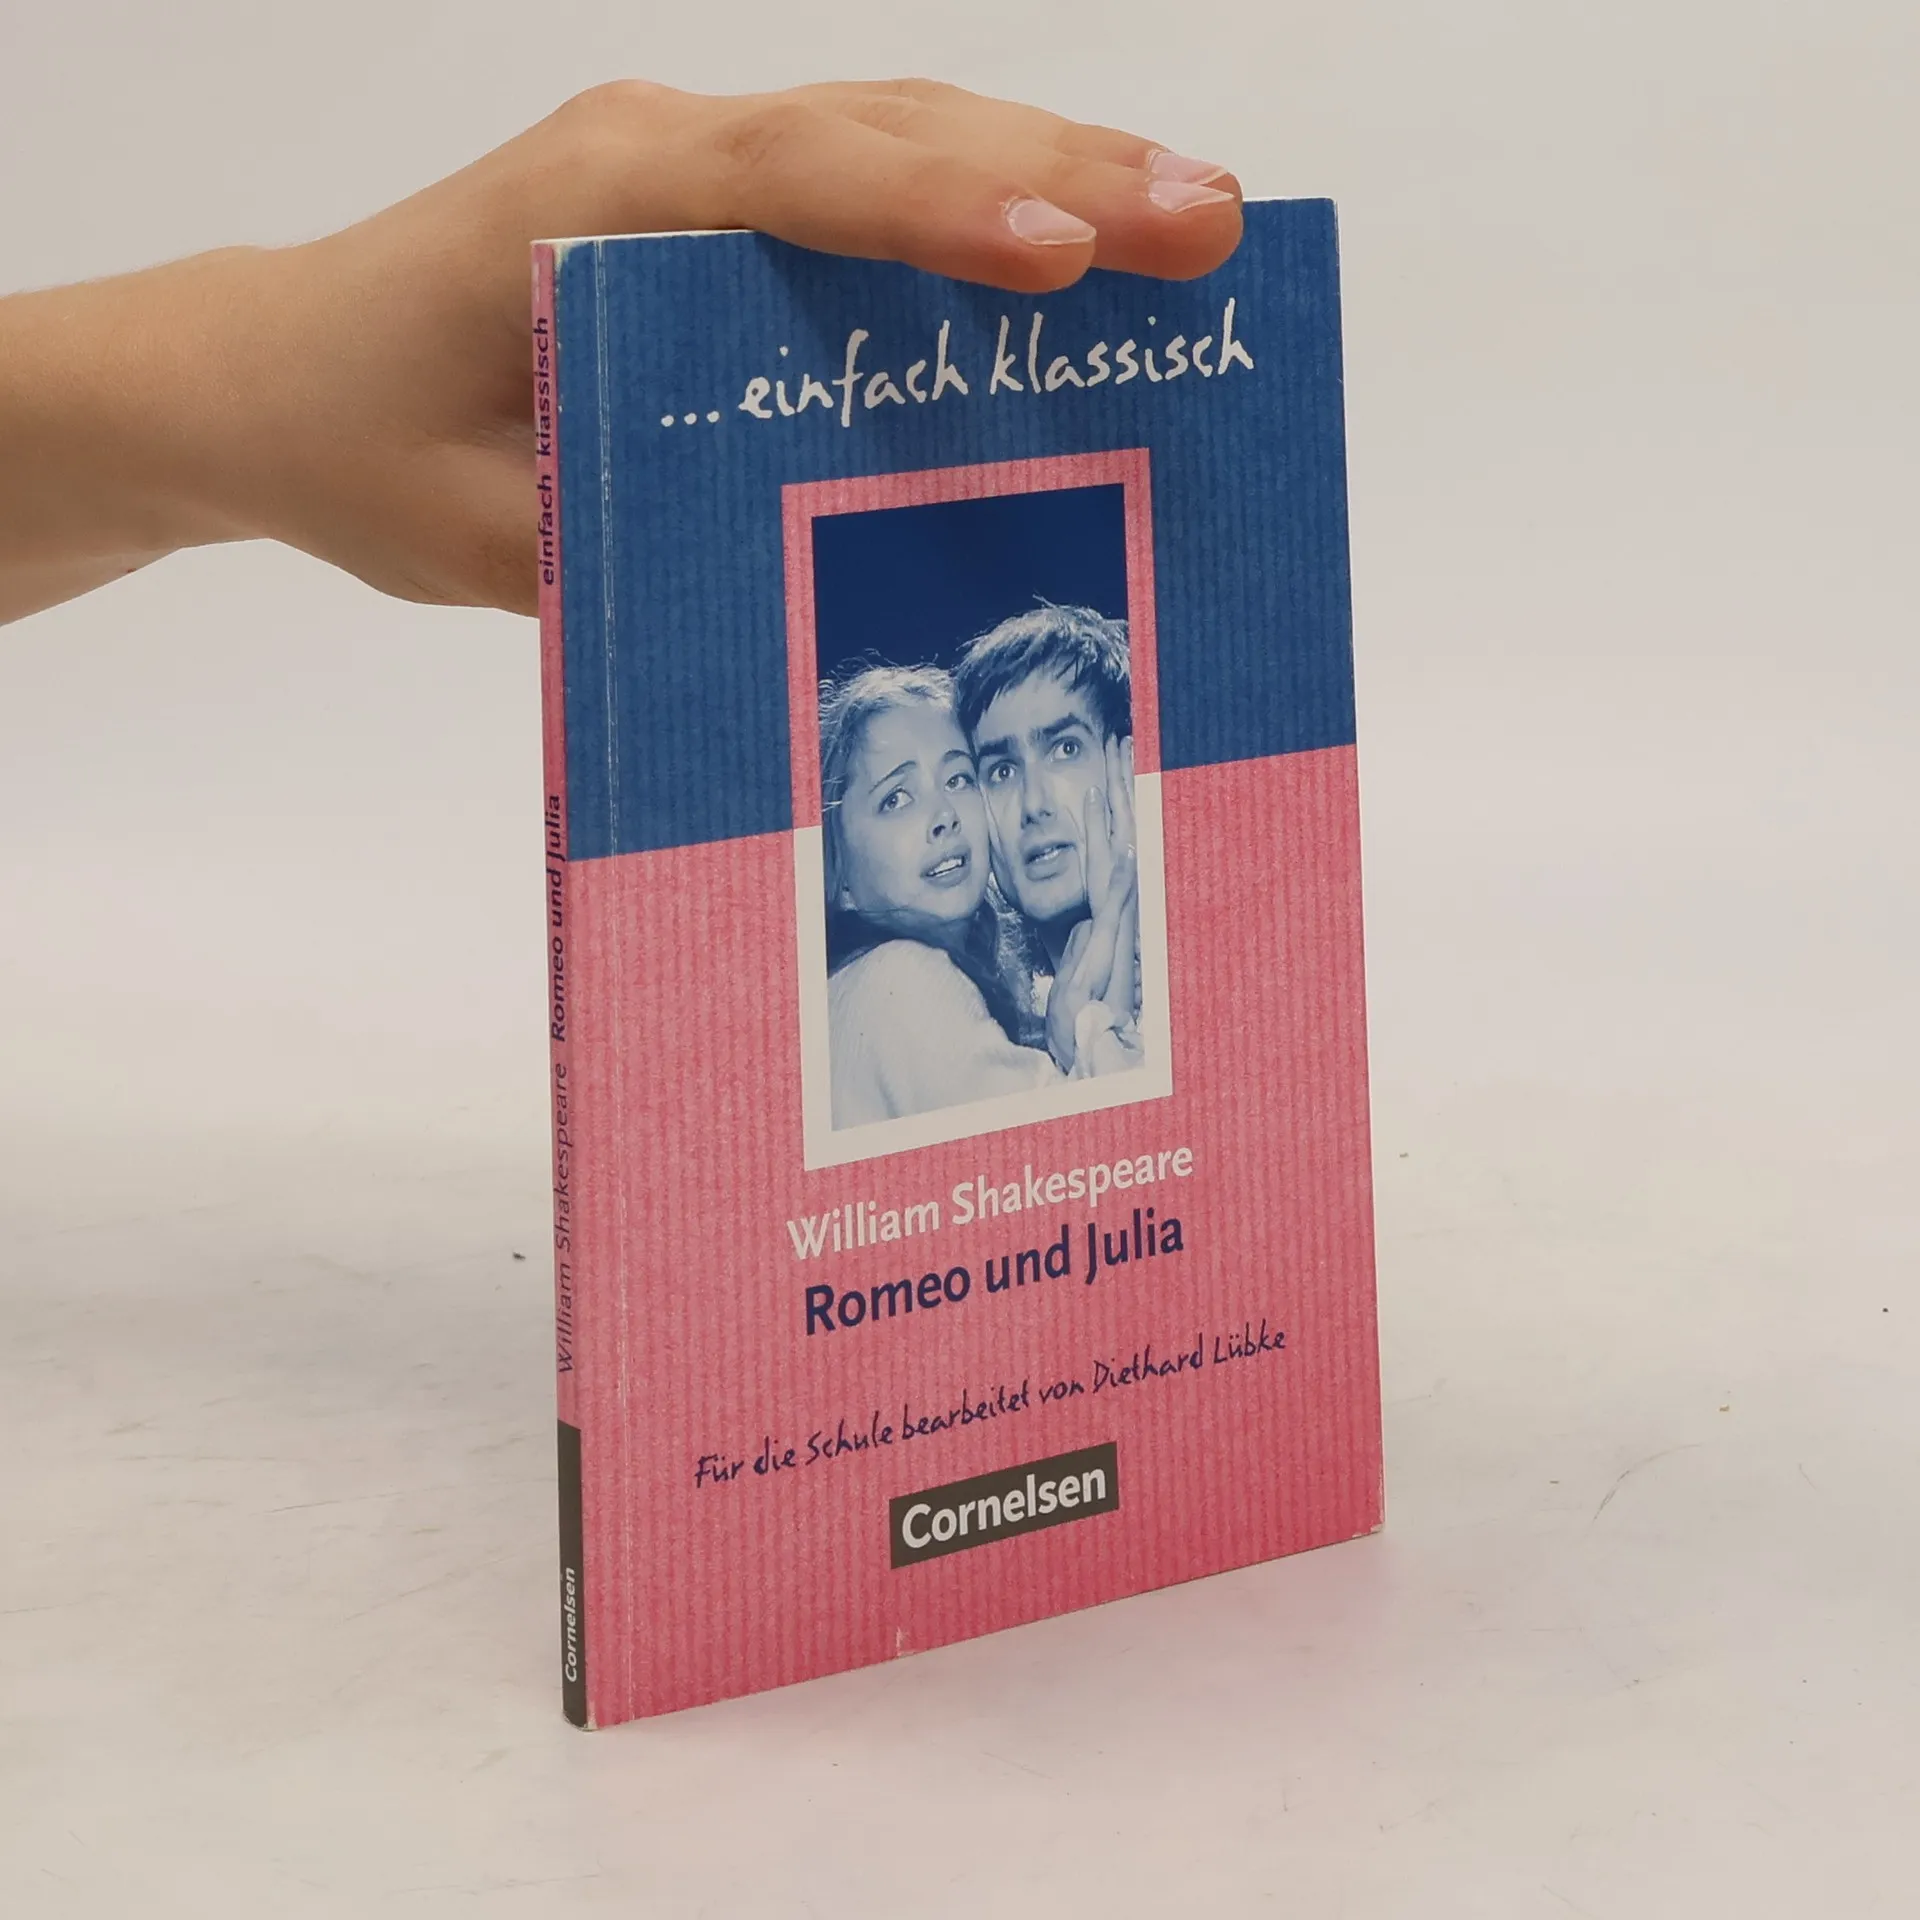 ... einfach klassisch
William Shakespeare
Romeo und Julia
Für die Schule bearbeitet von Diethard Lübke
Cornelsen
einfach klassisch
William Shakespeare Romeo und Julia
Cornelsen